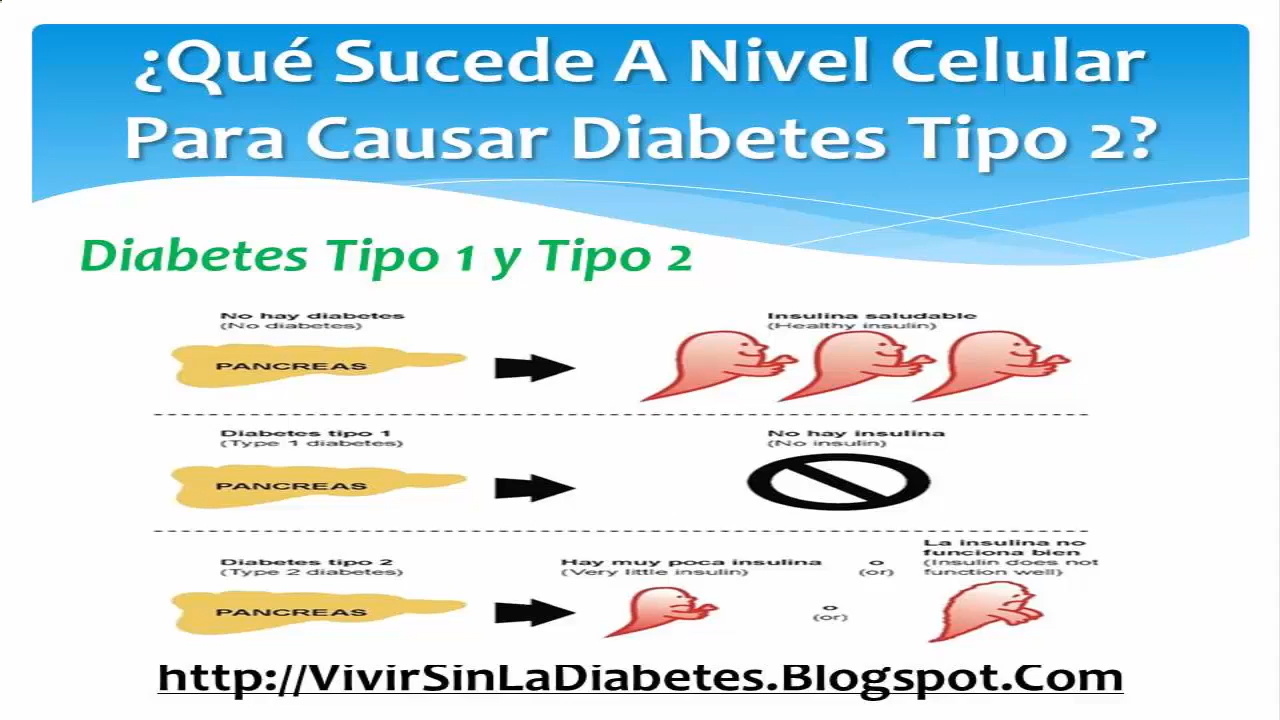 ¿Qué Sucede A Nivel Celular
Para Causar Diabetes Tipo 2?
Diabetes Tipo 1 y Tipo 2
No hay diabetes
(No diabetes)
Insulina saludable
(Healthy insulin)
PANCREAS
Diabetes tipo 1
(Type 1 diabetes)
No hay insulina
(No insulin)
PANCREAS
Diabetes tipo 2
(Type 2 diabetes)
Hay muy poca insulina
(Very little insulin)
o
(or)
La insulina no
funciona bien
(Insulin does not
function well)
PANCREAS
o
(or)
http://VivirSinLaDiabetes.Blogspot.Com